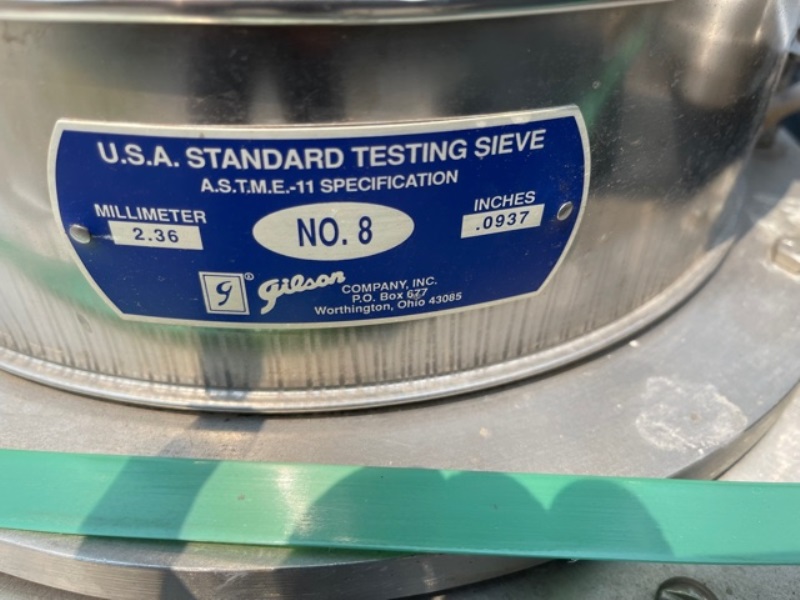 U.S.A. STANDARD TESTING SIEVE
A.S.T.M.E.-11 SPECIFICATION
MILLIMETER
2.36
NO. 8
INCHES
.0937
g®
Gilson
COMPANY, INC.
P.O. Box 677
Worthington, Ohio 43085